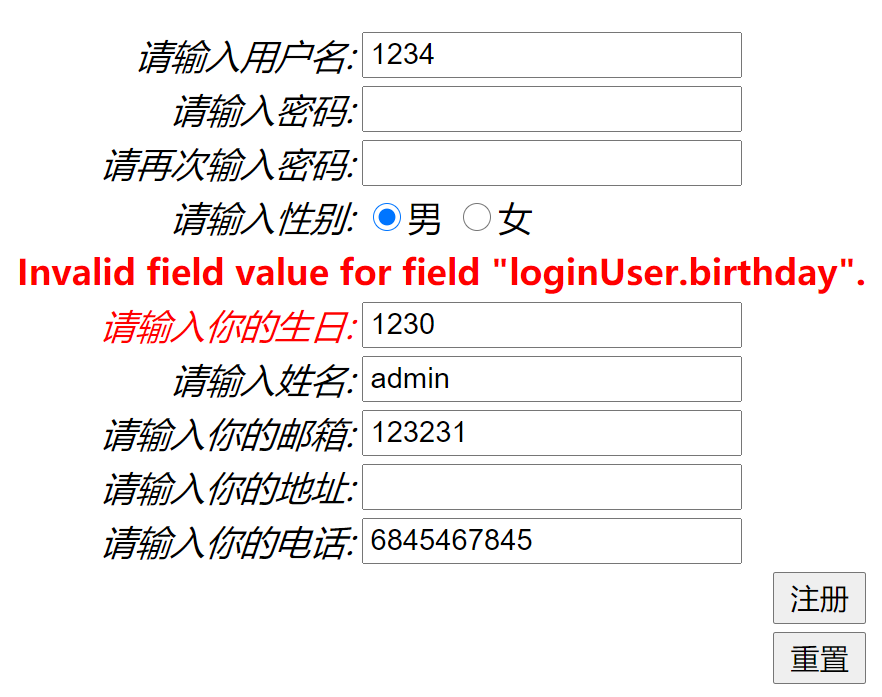 请输入用户名: 1234
请输入密码:
请再次输入密码:
请输入性别: 男 女
Invalid field value for field "loginUser.birthday".
请输入你的生日: 1230
请输入姓名: admin
请输入你的邮箱: 123231
请输入你的地址:
请输入你的电话: 6845467845
注册
重置